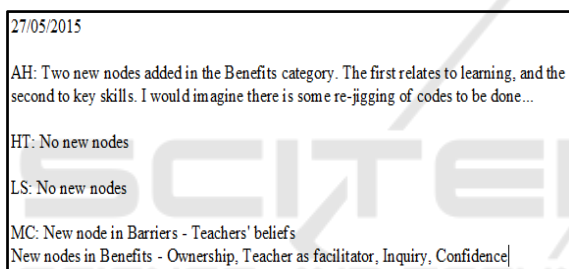 27/05/2015
AH: Two new nodes added in the Benefits category. The first relates to learning, and the
second to key skills. I would imagine there is some re-jigging of codes to be done...
HT: No new nodes
LS: No new nodes
MC: New node in Barriers - Teachers' beliefs
New nodes in Benefits - Ownership, Teacher as facilitator, Inquiry, Confidence